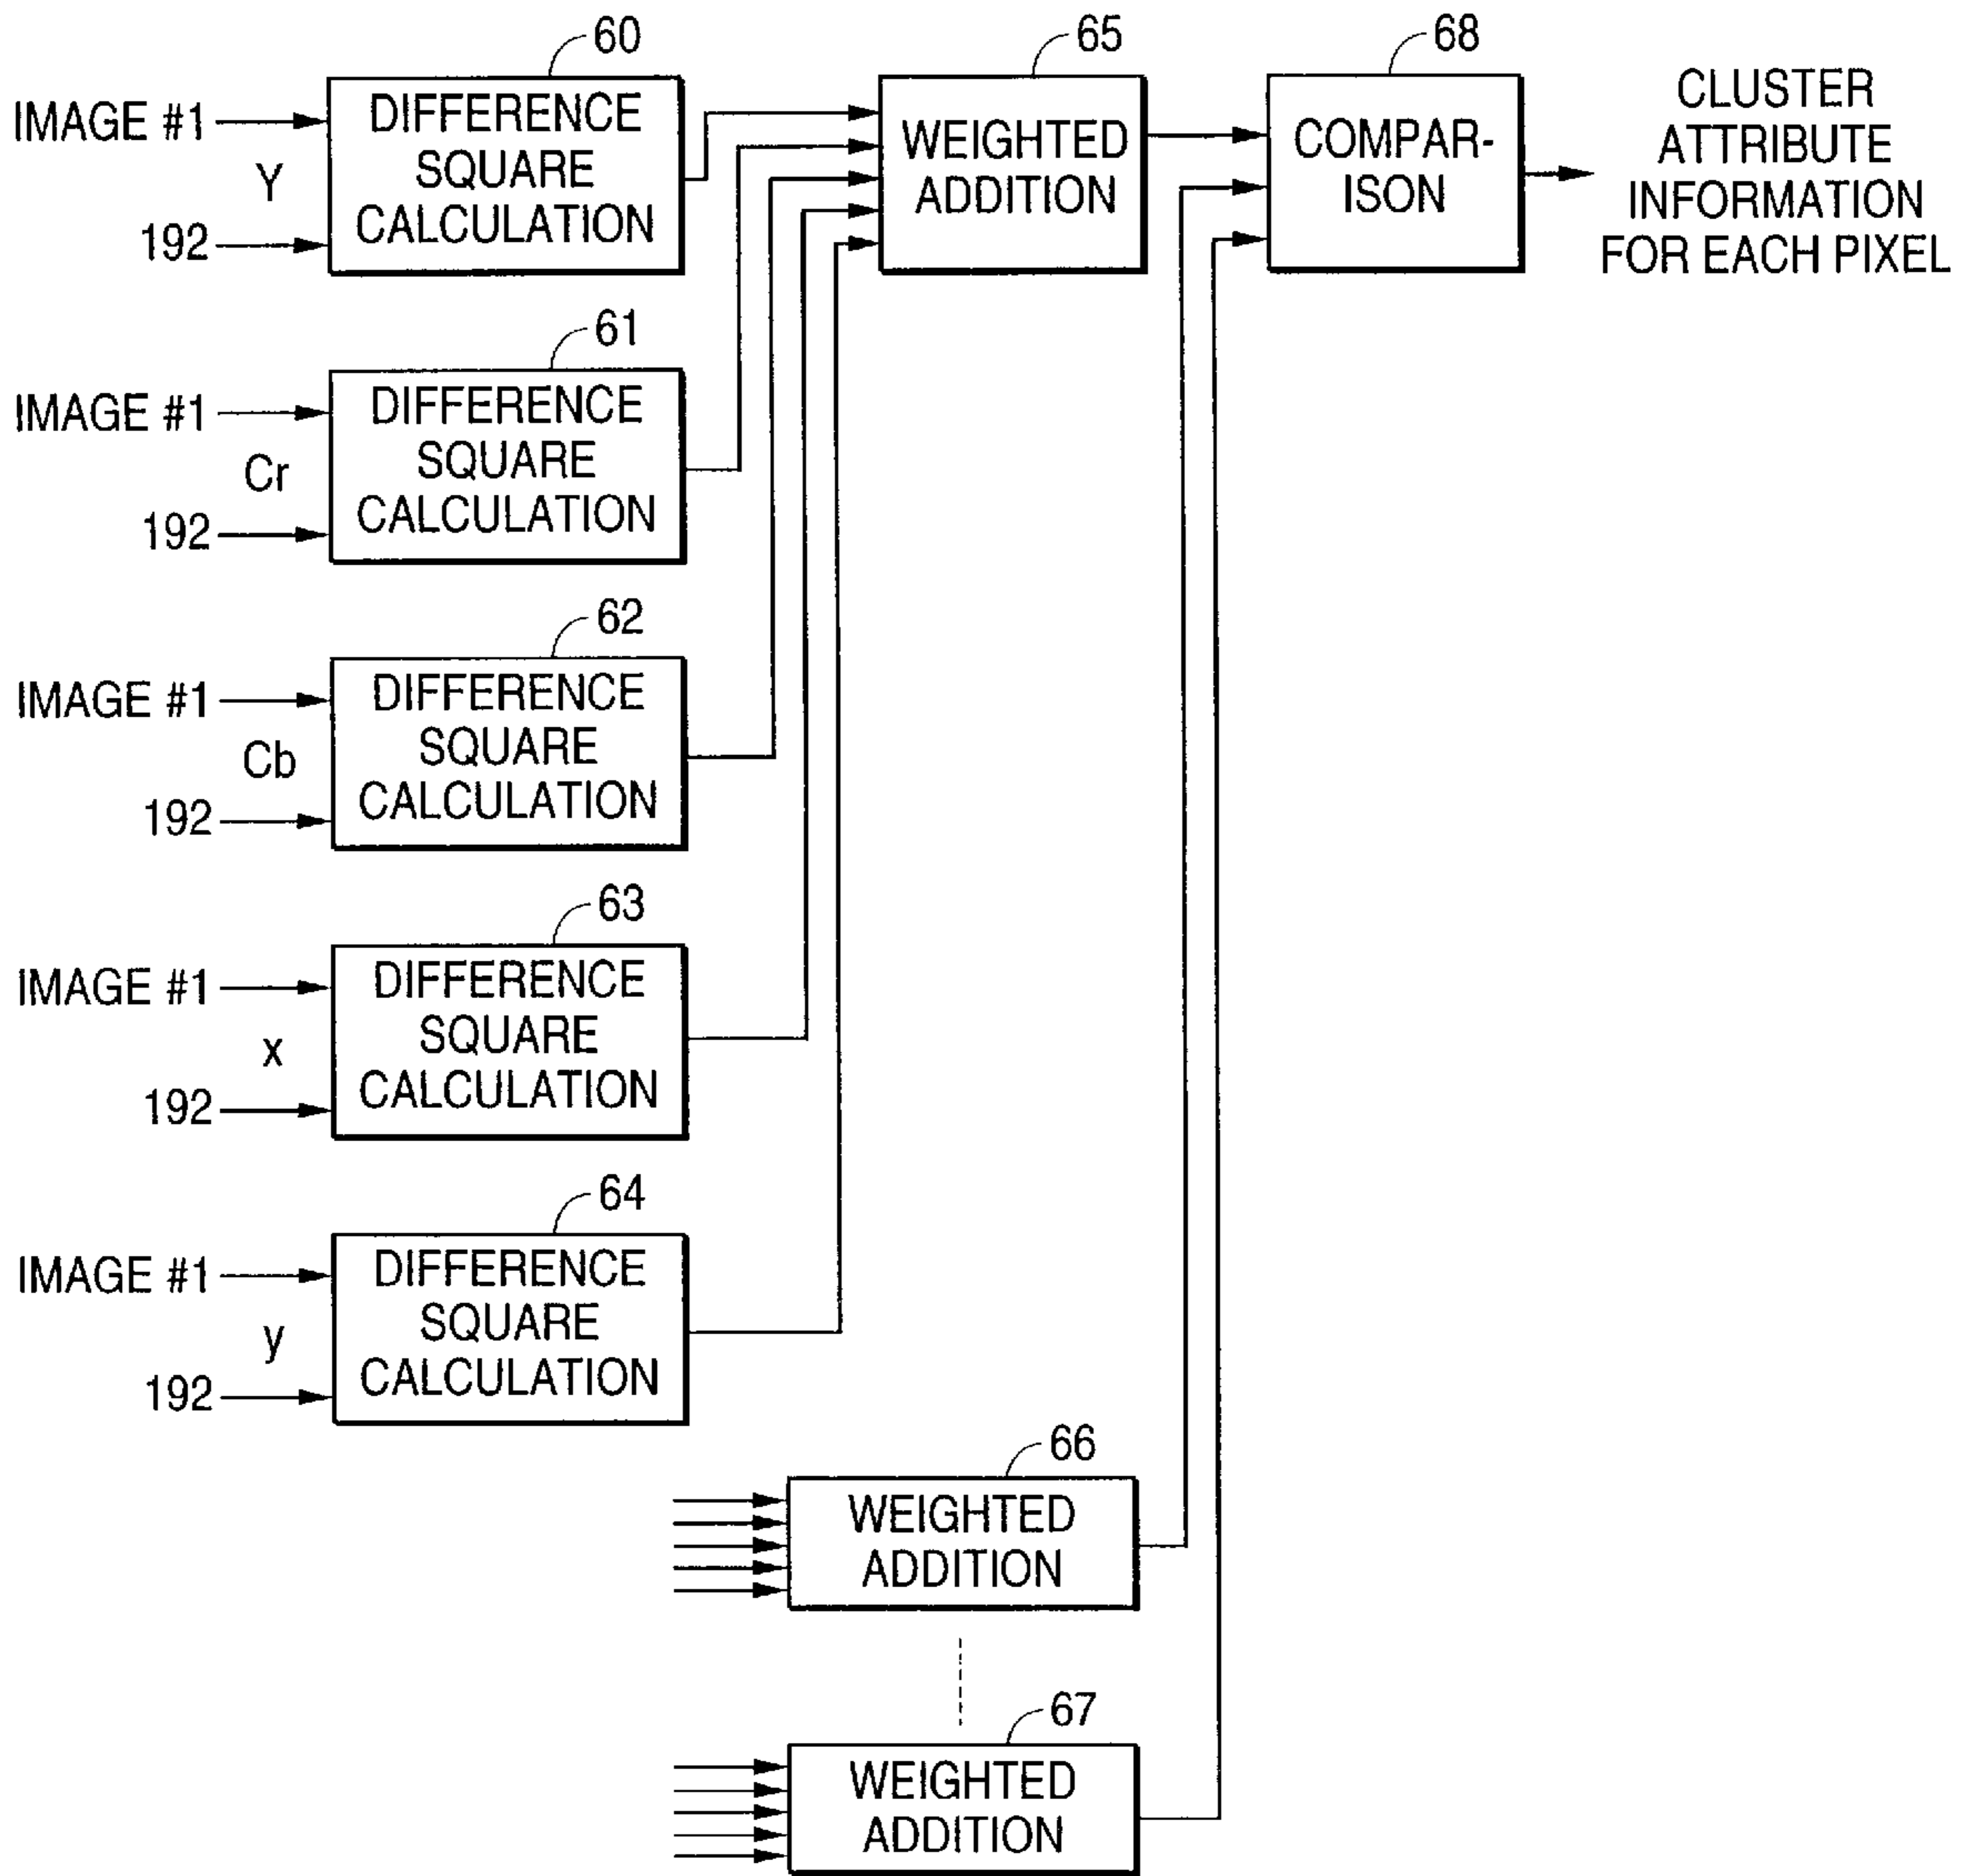 60
65
68
IMAGE #1
Y
192
DIFFERENCE
SQUARE
CALCULATION
WEIGHTED
ADDITION
COMPAR-
ISON
CLUSTER
ATTRIBUTE
INFORMATION
FOR EACH PIXEL
61
IMAGE #1
Cr
192
DIFFERENCE
SQUARE
CALCULATION
62
IMAGE #1
Cb
192
DIFFERENCE
SQUARE
CALCULATION
63
IMAGE #1
x
192
DIFFERENCE
SQUARE
CALCULATION
64
IMAGE #1
y
192
DIFFERENCE
SQUARE
CALCULATION
66
WEIGHTED
ADDITION
67
WEIGHTED
ADDITION